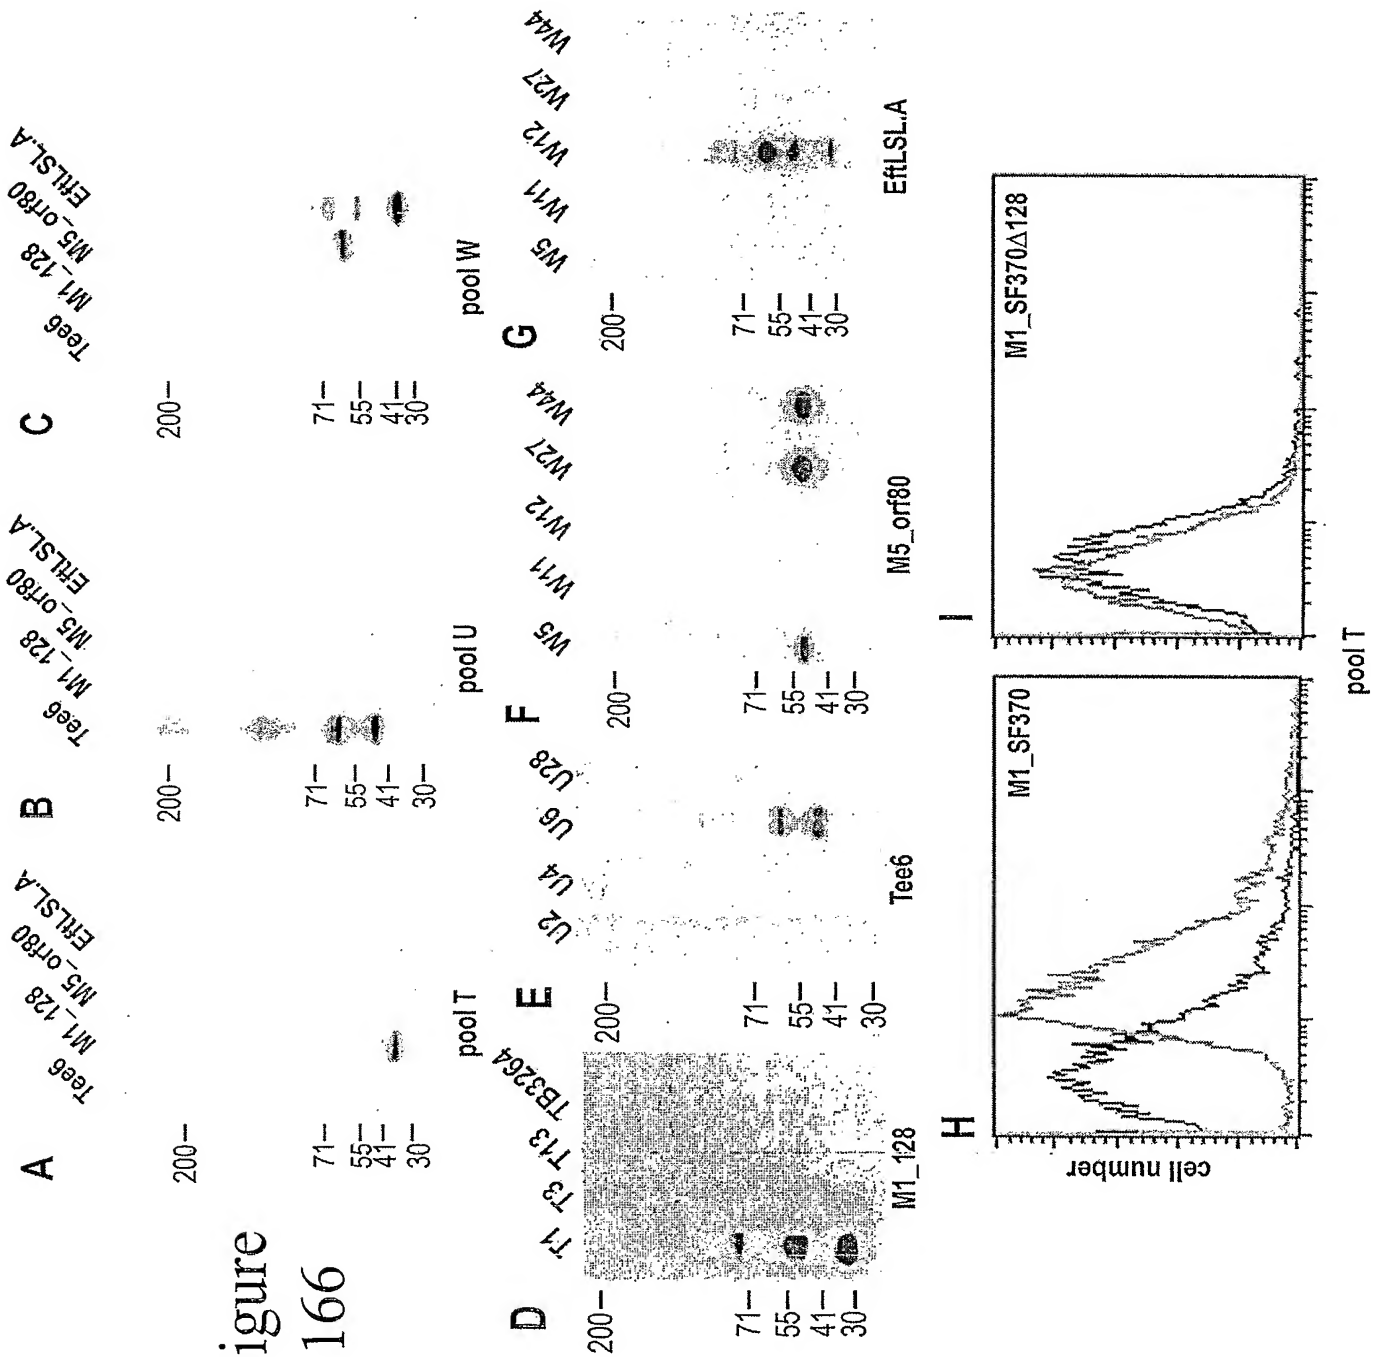 igure
166
A
Tee6 M1_128 M5_orf80 EftLSL.A
200–
71–
55–
41–
30–
pool T
B
Tee6 M1_128 M5_orf80 EftLSL.A
200–
71–
55–
41–
30–
pool U
C
Tee6 M1_128 M5_orf80 EftLSL.A
200–
71–
55–
41–
30–
pool W
D
T1 T3 T13 TB3264
200–
71–
55–
41–
30–
M1_128
E
U2 U4 U6 U28
200–
71–
55–
41–
30–
Tee6
F
W5 W11 W12 W27 W44
200–
71–
55–
41–
30–
M5_orf80
G
W5 W11 W12 W27 W44
200–
71–
55–
41–
30–
EftLSL.A
H
cell number
M1_SF370
I
M1_SF370Δ128
pool T